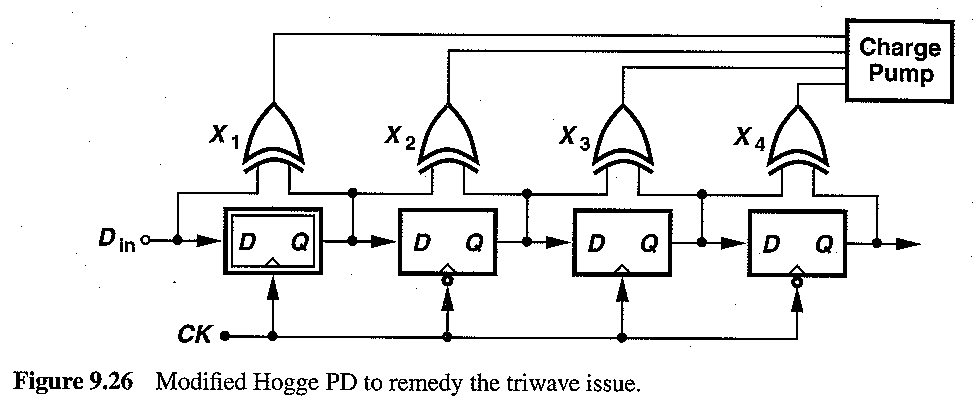 Charge
Pump
X1
X2
X3
X4
Din
D Q
D Q
D Q
D Q
CK
Figure 9.26 Modified Hogge PD to remedy the triwave issue.